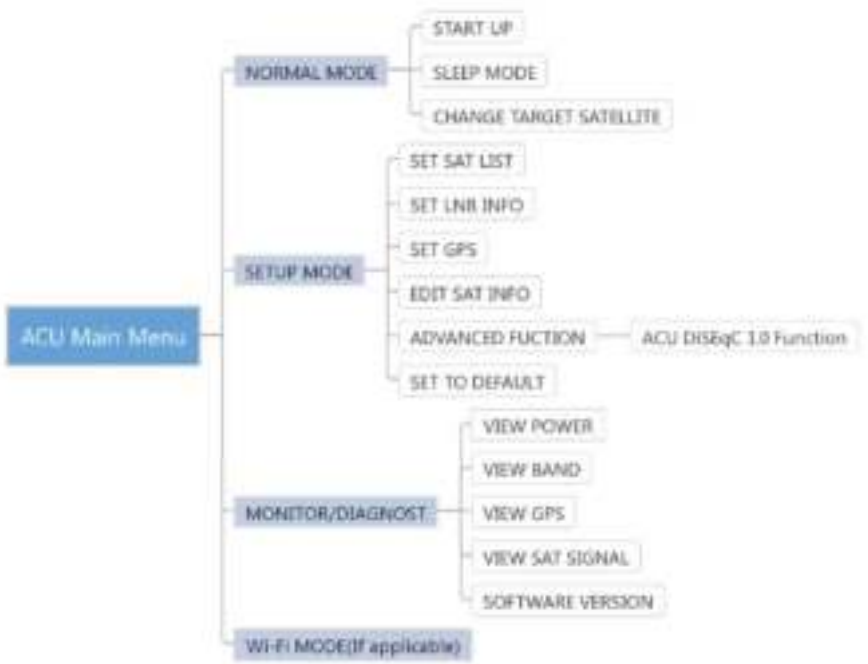 ACU Main Menu
NORMAL MODE
START UP
SLEEP MODE
CHANGE TARGET SATELLITE
SETUP MODE
SET SAT LIST
SET LNB INFO
SET GPS
EDIT SAT INFO
ADVANCED FUCTION
ACU DiSEqC 1.0 Function
SET TO DEFAULT
MONITOR/DIAGNOST
VIEW POWER
VIEW BAND
VIEW GPS
VIEW SAT SIGNAL
SOFTWARE VERSION
Wi-Fi MODE(If applicable)